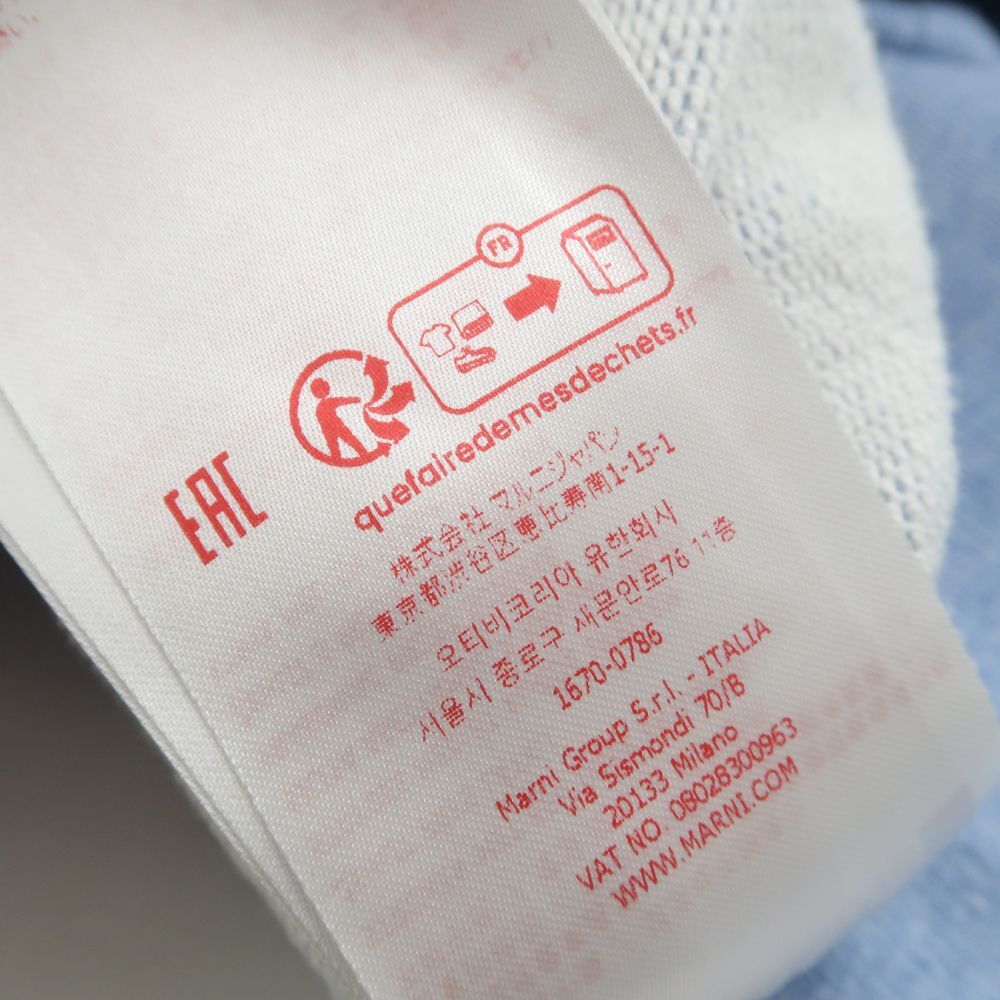 FR
quefairedemesdechets.fr
EAC
株式会社 マルニジャパン
東京都渋谷区恵比寿南1-15-1
오티비코리아 유한회사
서울시 종로구 새문안로76 11층
1670-0786
Marni Group S.r.l. - ITALIA
Via Sismondi 70/B
20133 Milano
VAT NO. 08028300963
WWW.MARNI.COM